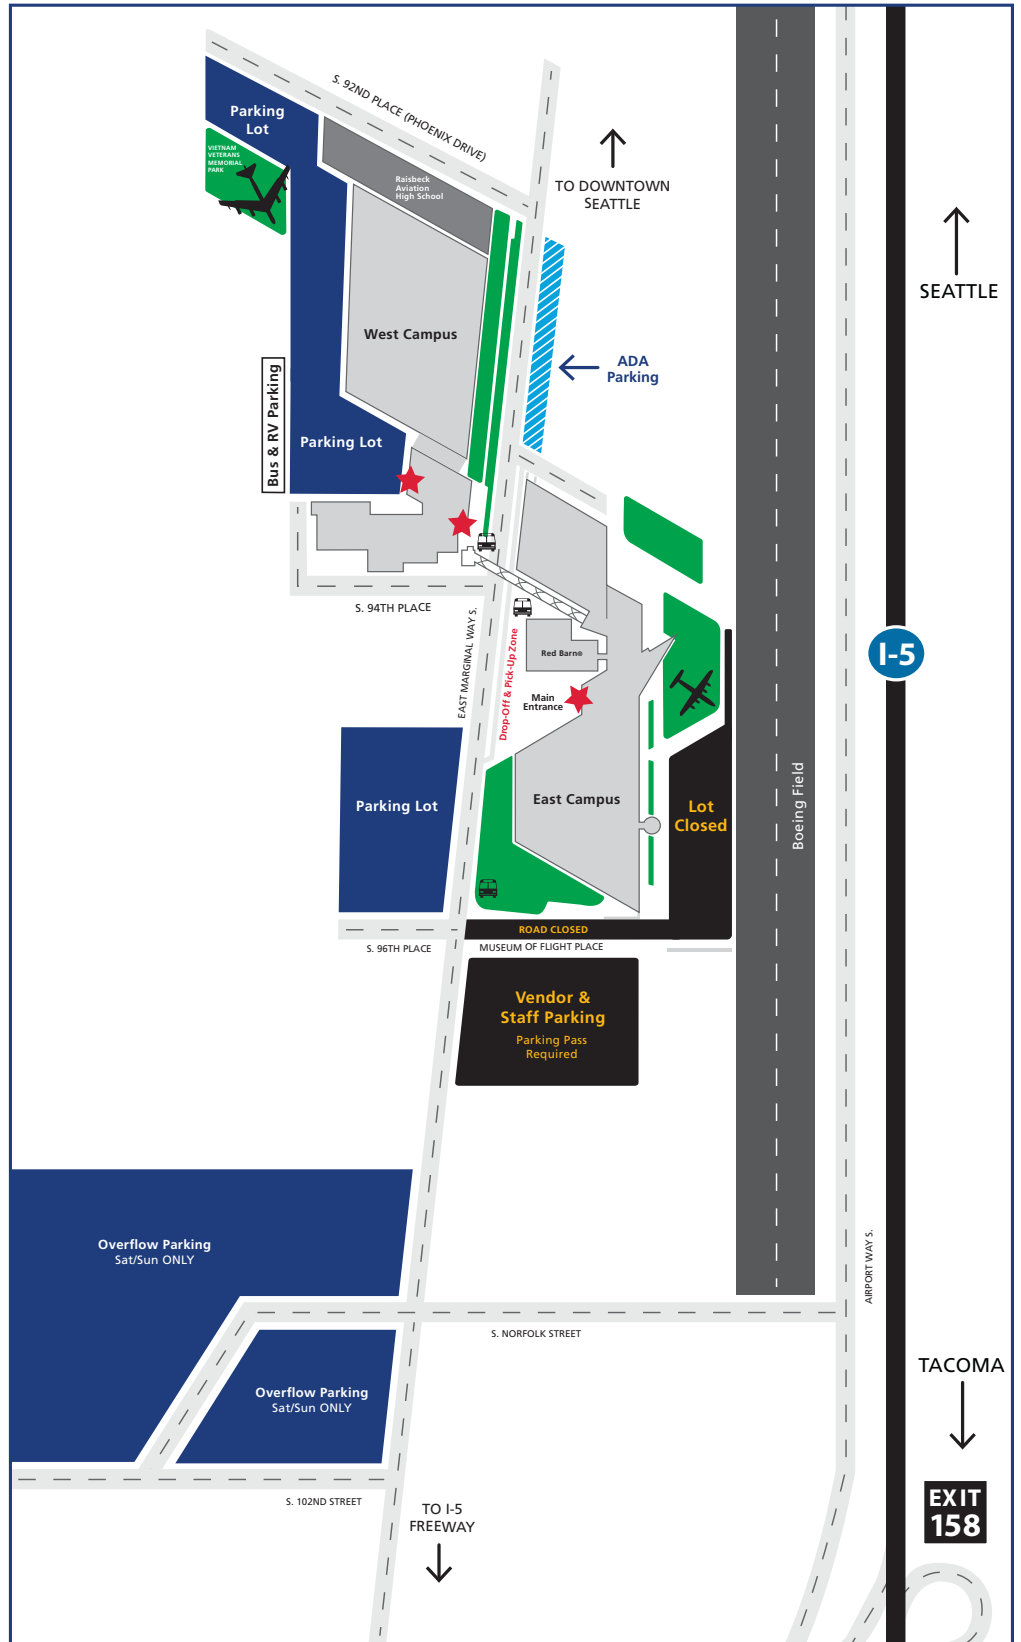 S. 92ND PLACE (PHOENIX DRIVE)
Parking
Lot
VIETNAM
VETERANS
MEMORIAL
PARK
Raisbeck
Aviation
High School
TO DOWNTOWN
SEATTLE
SEATTLE
West Campus
ADA
Parking
Bus & RV Parking
Parking Lot
S. 94TH PLACE
EAST MARGINAL WAY S.
Drop-Off & Pick-Up Zone
Red Barn®
Main
Entrance
I-5
Parking Lot
East Campus
Lot
Closed
Boeing Field
ROAD CLOSED
S. 96TH PLACE
MUSEUM OF FLIGHT PLACE
Vendor &
Staff Parking
Parking Pass
Required
Overflow Parking
Sat/Sun ONLY
AIRPORT WAY S.
S. NORFOLK STREET
TACOMA
Overflow Parking
Sat/Sun ONLY
S. 102ND STREET
TO I-5
FREEWAY
EXIT
158